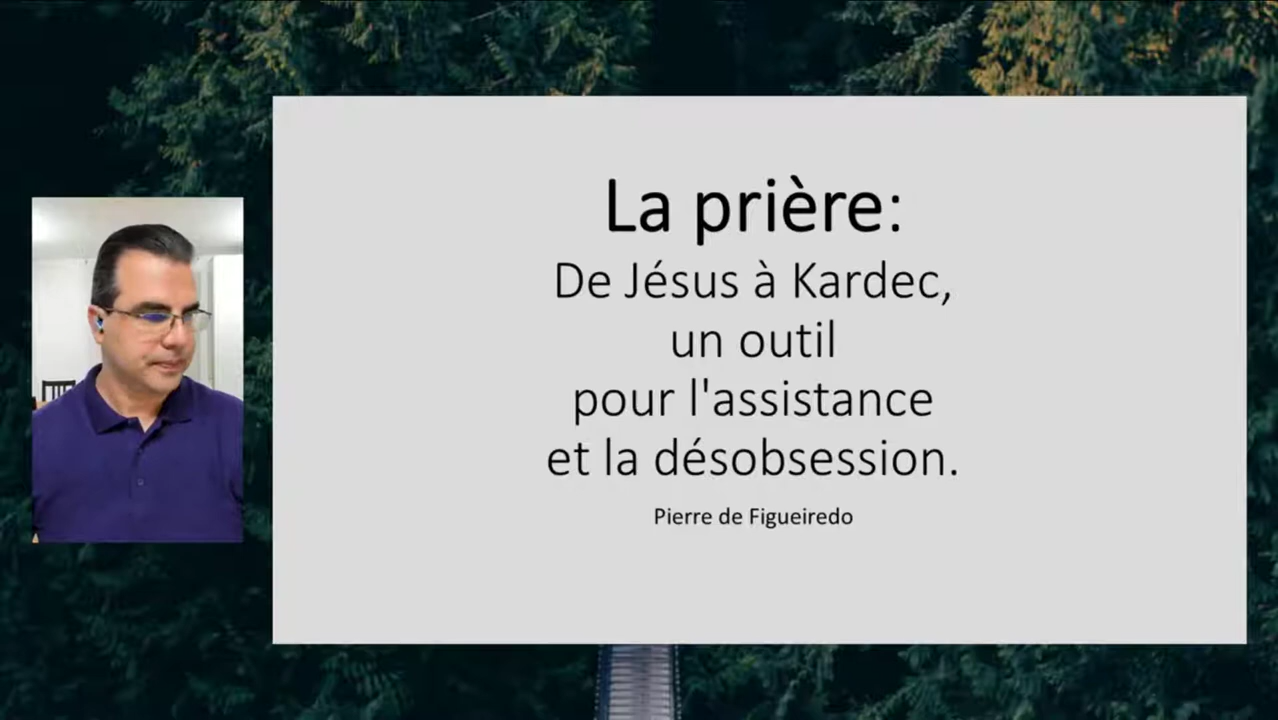 La prière:
De Jésus à Kardec,
un outil
pour l'assistance
et la désobsession.
Pierre de Figueiredo